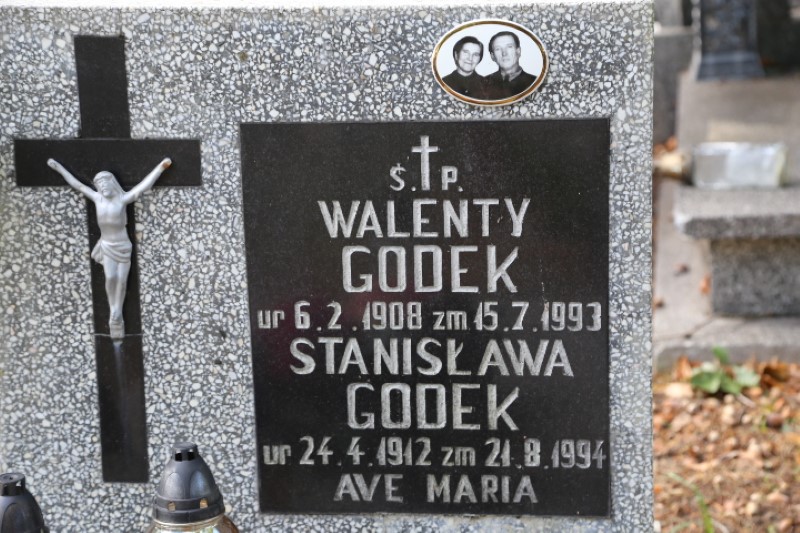 Ś.P.
WALENTY
GODEK
ur 6.2.1908 zm 15.7.1993
STANISŁAWA
GODEK
ur 24.4.1912 zm 21.8.1994
AVE MARIA